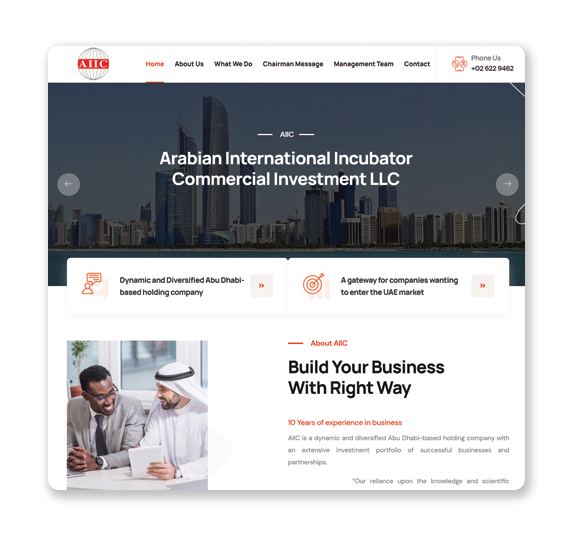 AIIC
Home About Us What We Do Chairman Message Management Team Contact
Phone Us
+02 622 9462
AIIC
Arabian International Incubator
Commercial Investment LLC
Dynamic and Diversified Abu Dhabi-
based holding company
A gateway for companies wanting
to enter the UAE market
About AIIC
Build Your Business
With Right Way
10 Years of experience in business
AIIC is a dynamic and diversified Abu Dhabi-based holding company with
an extensive investment portfolio of successful businesses and
partnerships.
"Our reliance upon the knowledge and scientific